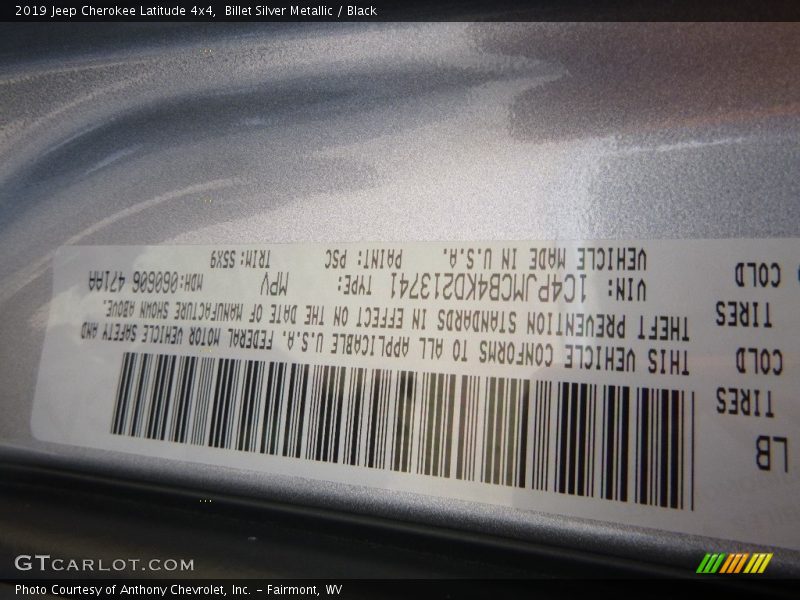 2019 Jeep Cherokee Latitude 4x4, Billet Silver Metallic / Black
LB
TIRES
COLD
TIRES
COLD
THIS VEHICLE CONFORMS TO ALL APPLICABLE U.S.A. FEDERAL MOTOR VEHICLE SAFETY AND
THEFT PREVENTION STANDARDS IN EFFECT ON THE DATE OF MANUFACTURE SHOWN ABOVE.
VIN: 1C4PJMCB4KD213741 TYPE: MPV MDH:060606 471AA
VEHICLE MADE IN U.S.A. PAINT: PSC TRIM: S5X9
GTCARLOT.COM
Photo Courtesy of Anthony Chevrolet, Inc. – Fairmont, WV